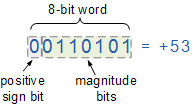 8-bit word
00110101 = +53
positive magnitude
sign bit bits